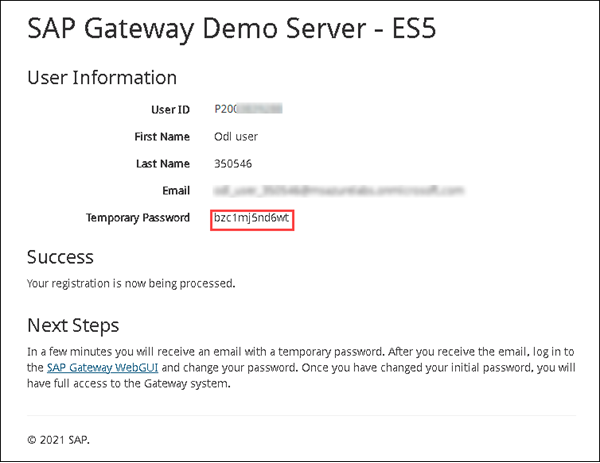 SAP Gateway Demo Server - ES5
User Information
User ID P200
First Name Odl user
Last Name 350546
Email
Temporary Password bzc1mj5nd6wt
Success
Your registration is now being processed.
Next Steps
In a few minutes you will receive an email with a temporary password. After you receive the email, log in to
the SAP Gateway WebGUI and change your password. Once you have changed your initial password, you will
have full access to the Gateway system.
© 2021 SAP.